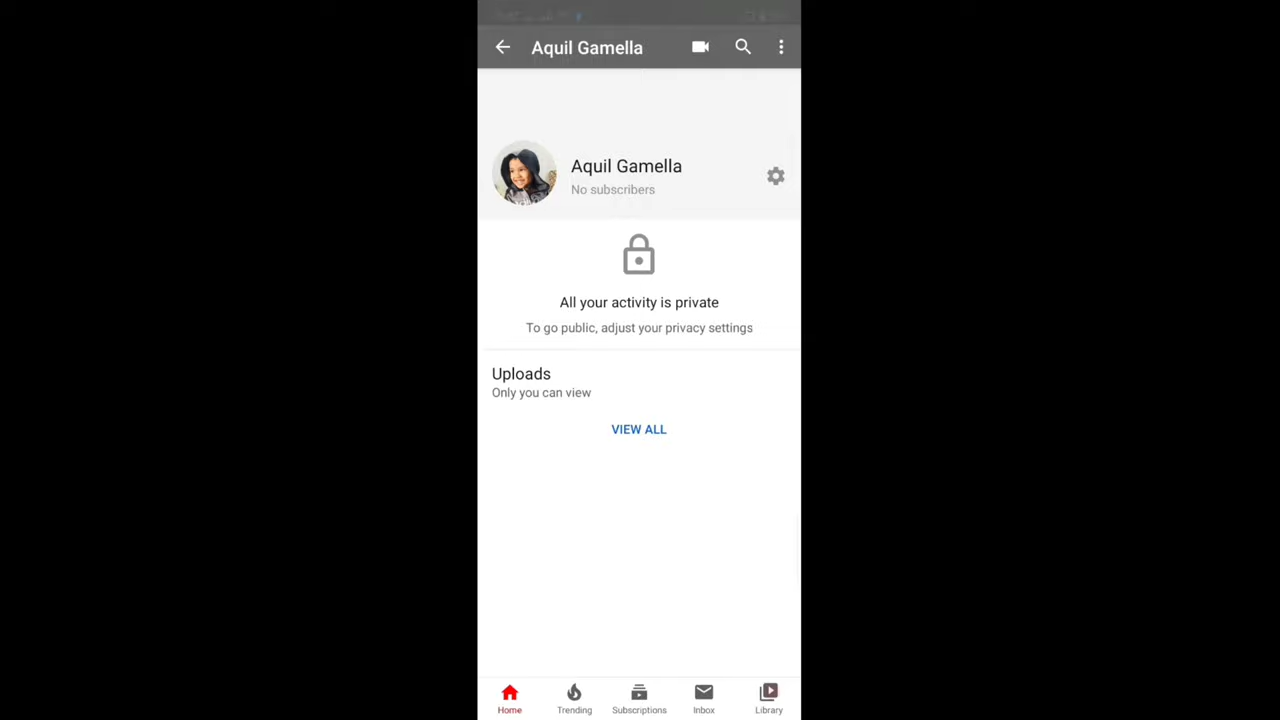 Aquil Gamella
Aquil Gamella
No subscribers
All your activity is private
To go public, adjust your privacy settings
Uploads
Only you can view
VIEW ALL
Home
Trending
Subscriptions
Inbox
Library